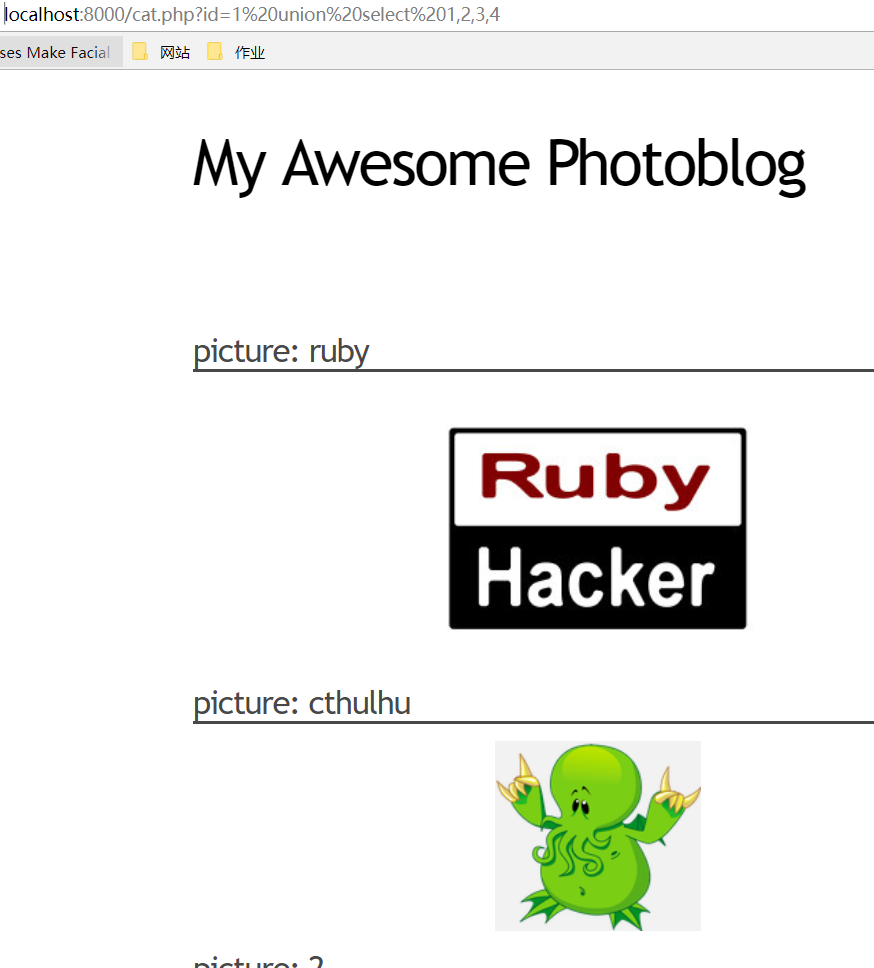 localhost:8000/cat.php?id=1%20union%20select%201,2,3,4
ses Make Facial 网站 作业
My Awesome Photoblog
picture: ruby
Ruby
Hacker
picture: cthulhu
picture: 2